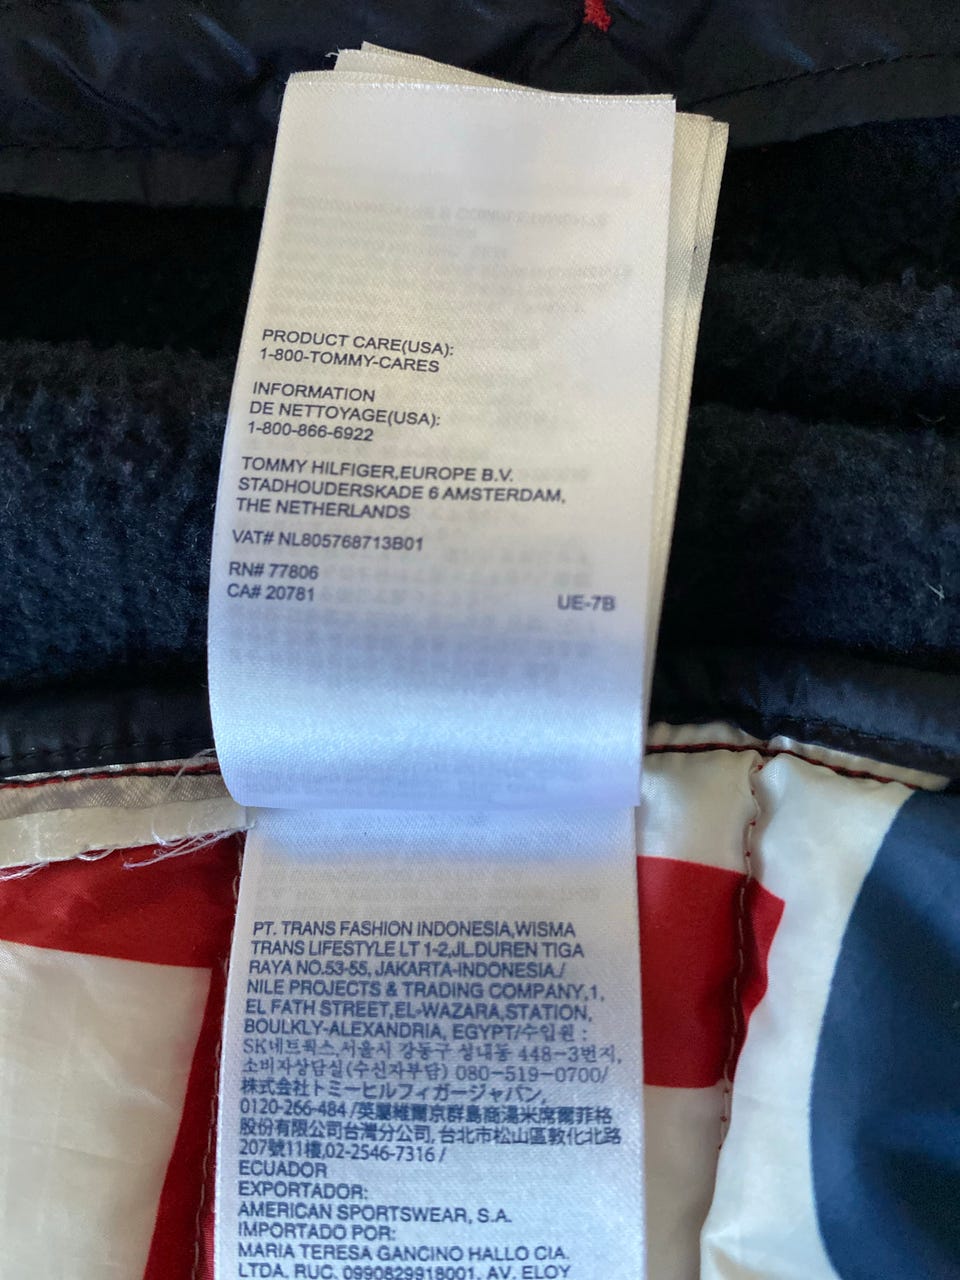 PRODUCT CARE(USA):
1-800-TOMMY-CARES
INFORMATION
DE NETTOYAGE(USA):
1-800-866-6922
TOMMY HILFIGER,EUROPE B.V.
STADHOUDERSKADE 6 AMSTERDAM,
THE NETHERLANDS
VAT# NL805768713B01
RN# 77806
CA# 20781
UE-7B
PT. TRANS FASHION INDONESIA,WISMA
TRANS LIFESTYLE LT 1-2,JL.DUREN TIGA
RAYA NO.53-55, JAKARTA-INDONESIA./
NILE PROJECTS & TRADING COMPANY,1,
EL FATH STREET,EL-WAZARA,STATION,
BOULKLY-ALEXANDRIA, EGYPT/수입원 :
SK네트웍스,서울시 강동구 성내동 448-3번지,
소비자상담실(수신자부담) 080-519-0700/
株式会社トミーヒルフィガージャパン,
0120-266-484 /英屬維爾京群島商湯米席爾菲格
股份有限公司台灣分公司, 台北市松山區敦化北路
207號11樓,02-2546-7316 /
ECUADOR
EXPORTADOR:
AMERICAN SPORTSWEAR, S.A.
IMPORTADO POR:
MARIA TERESA GANCINO HALLO CIA.
LTDA. RUC. 0990829918001, AV. ELOY